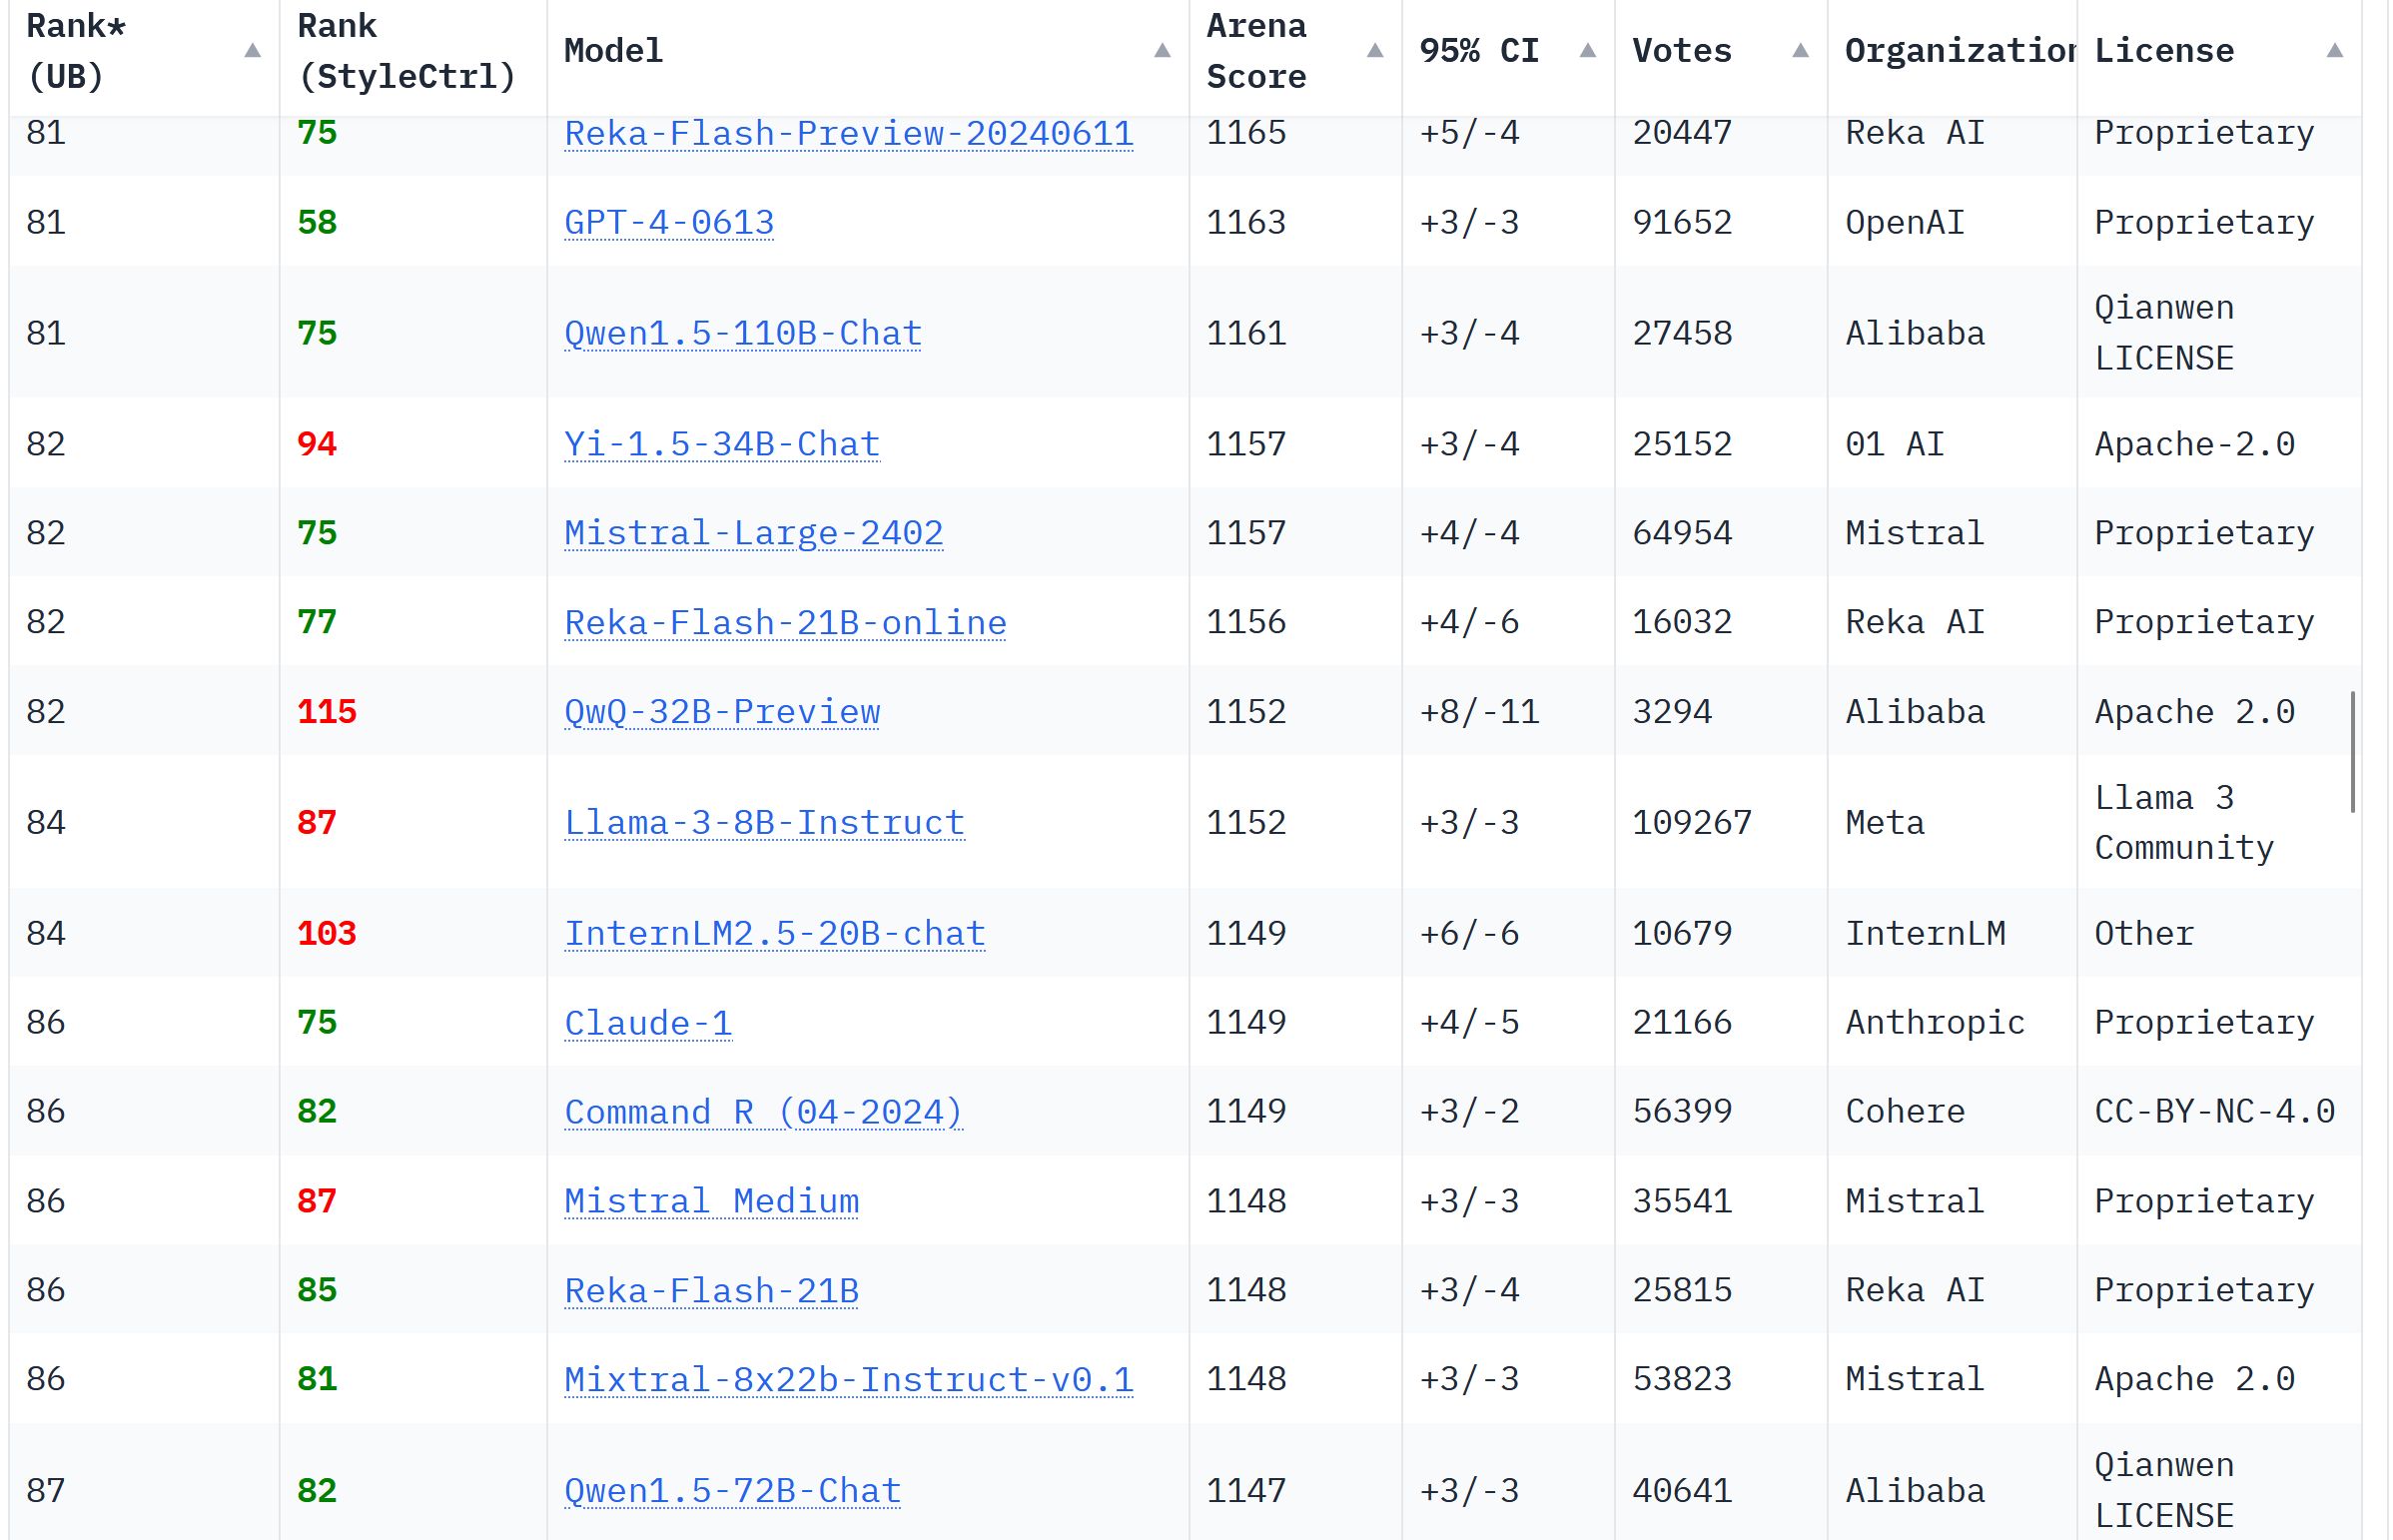 Rank* (UB) Rank (StyleCtrl) Model Arena Score 95% CI Votes Organization License
81 75 Reka-Flash-Preview-20240611 1165 +5/-4 20447 Reka AI Proprietary
81 58 GPT-4-0613 1163 +3/-3 91652 OpenAI Proprietary
81 75 Qwen1.5-110B-Chat 1161 +3/-4 27458 Alibaba Qianwen LICENSE
82 94 Yi-1.5-34B-Chat 1157 +3/-4 25152 01 AI Apache-2.0
82 75 Mistral-Large-2402 1157 +4/-4 64954 Mistral Proprietary
82 77 Reka-Flash-21B-online 1156 +4/-6 16032 Reka AI Proprietary
82 115 QwQ-32B-Preview 1152 +8/-11 3294 Alibaba Apache 2.0
84 87 Llama-3-8B-Instruct 1152 +3/-3 109267 Meta Llama 3 Community
84 103 InternLM2.5-20B-chat 1149 +6/-6 10679 InternLM Other
86 75 Claude-1 1149 +4/-5 21166 Anthropic Proprietary
86 82 Command R (04-2024) 1149 +3/-2 56399 Cohere CC-BY-NC-4.0
86 87 Mistral Medium 1148 +3/-3 35541 Mistral Proprietary
86 85 Reka-Flash-21B 1148 +3/-4 25815 Reka AI Proprietary
86 81 Mixtral-8x22b-Instruct-v0.1 1148 +3/-3 53823 Mistral Apache 2.0
87 82 Qwen1.5-72B-Chat 1147 +3/-3 40641 Alibaba Qianwen LICENSE